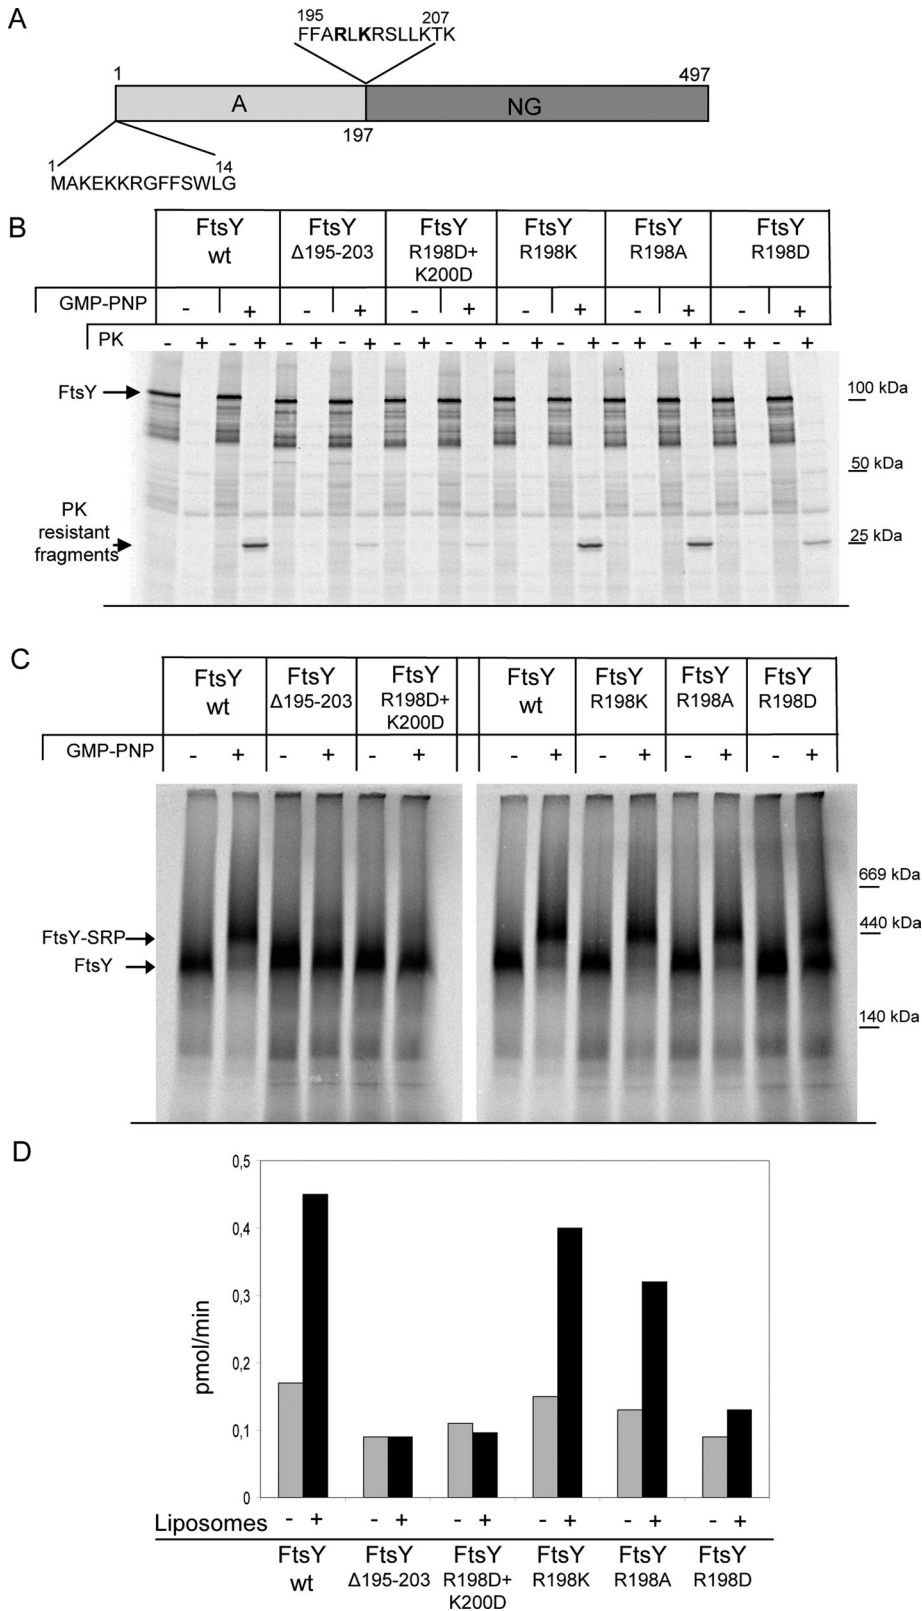 A
195 207
FFARLKRSLLKTK
1 497
A NG
197
1 14
MAKEKKRGFFSWLG
B
FtsY FtsY FtsY FtsY FtsY FtsY
wt Δ195-203 R198D+ R198K R198A R198D
K200D
GMP-PNP - + - + - + - + - + - +
PK - + - + - + - + - + - + - + - + - + - + - + - +
FtsY 100 kDa
50 kDa
PK
resistant
fragments 25 kDa
C
FtsY FtsY FtsY FtsY FtsY FtsY FtsY
wt Δ195-203 R198D+ wt R198K R198A R198D
K200D
GMP-PNP - + - + - + - + - + - + - +
669 kDa
FtsY-SRP 440 kDa
FtsY
140 kDa
D
0,5
0,4
0,3
pmol/min
0,2
0,1
0
Liposomes - + - + - + - + - + - +
FtsY FtsY FtsY FtsY FtsY FtsY
wt Δ195-203 R198D+ R198K R198A R198D
K200D